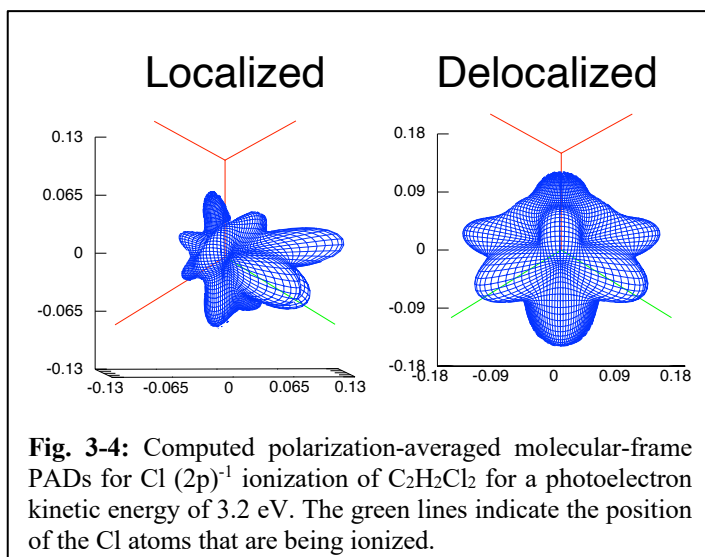 Localized Delocalized
0.13
0.065
0
-0.065
-0.13
-0.13 -0.065 0 0.065 0.13
0.18
0.09
0
-0.09
-0.18
-0.18 -0.09 0 0.09 0.18
Fig. 3-4: Computed polarization-averaged molecular-frame
PADs for Cl (2p)⁻¹ ionization of C₂H₂Cl₂ for a photoelectron
kinetic energy of 3.2 eV. The green lines indicate the position
of the Cl atoms that are being ionized.